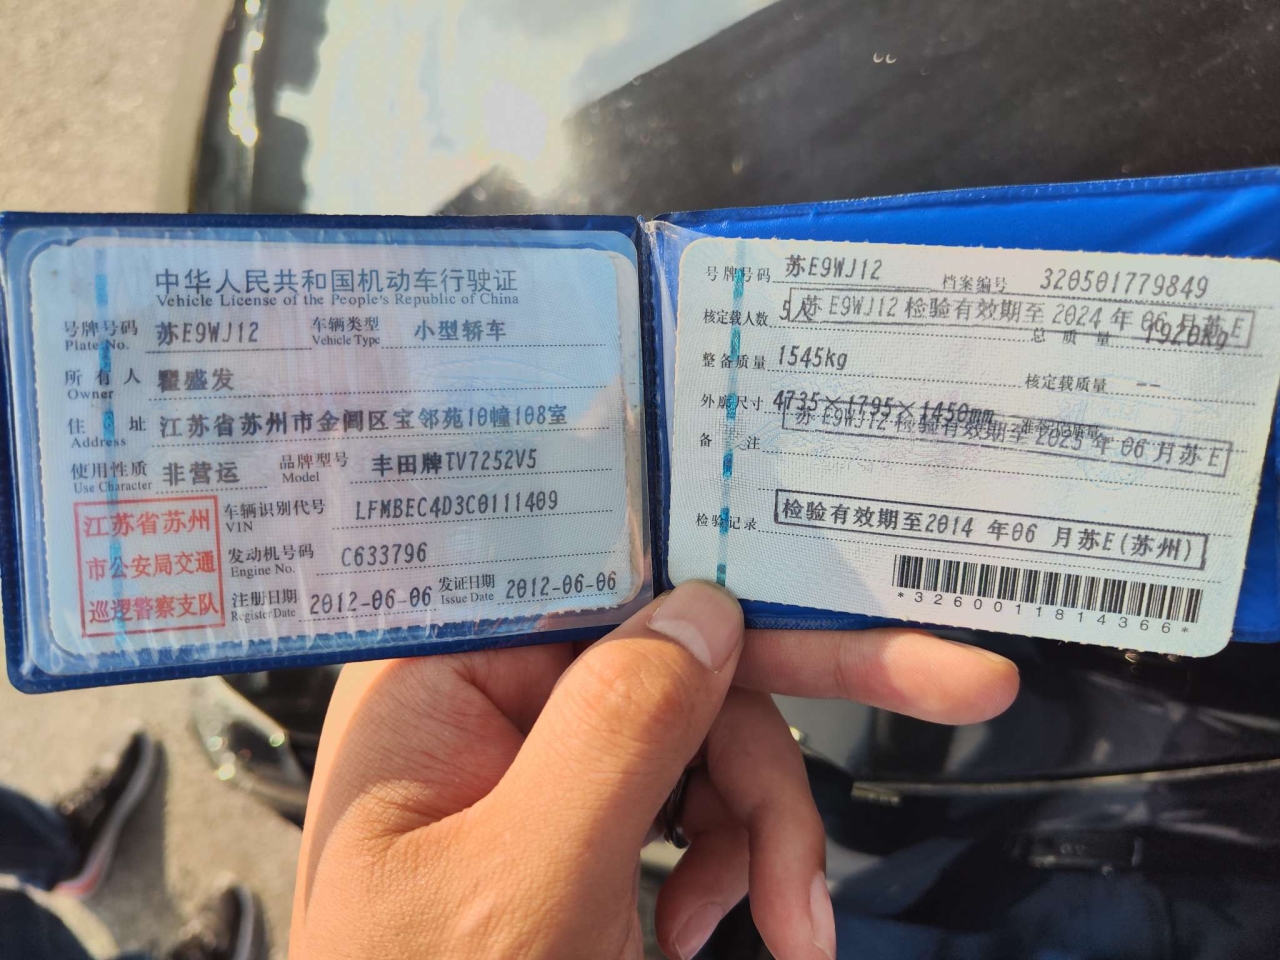 中华人民共和国机动车行驶证
Vehicle License of the People's Republic of China
号牌号码 苏E9WJ12 车辆类型 小型轿车
Plate No. Vehicle Type
所有人 瞿盛发
Owner
住址 江苏省苏州市金阊区宝邻苑10幢108室
Address
使用性质 非营运 品牌型号 丰田牌TV7252V5
Use Character Model
江苏省苏州
市公安局交通
巡逻警察支队
车辆识别代号 LFMBEC4D3C0111409
VIN
发动机号码 C633796
Engine No.
注册日期 2012-06-06 发证日期 2012-06-06
Register Date Issue Date
号牌号码 苏E9WJ12 档案编号 320501779849
核定载人数 5人 总质量 1920kg
苏E9WJ12 检验有效期至 2024 年 06 月苏E
整备质量 1545kg 核定载质量 --
外廓尺寸 4735×1795×1450mm
苏E9WJ12 检验有效期至 2025 年 06 月苏E
备注
检验记录 检验有效期至2014 年06 月苏E(苏州)
*3260011814366*